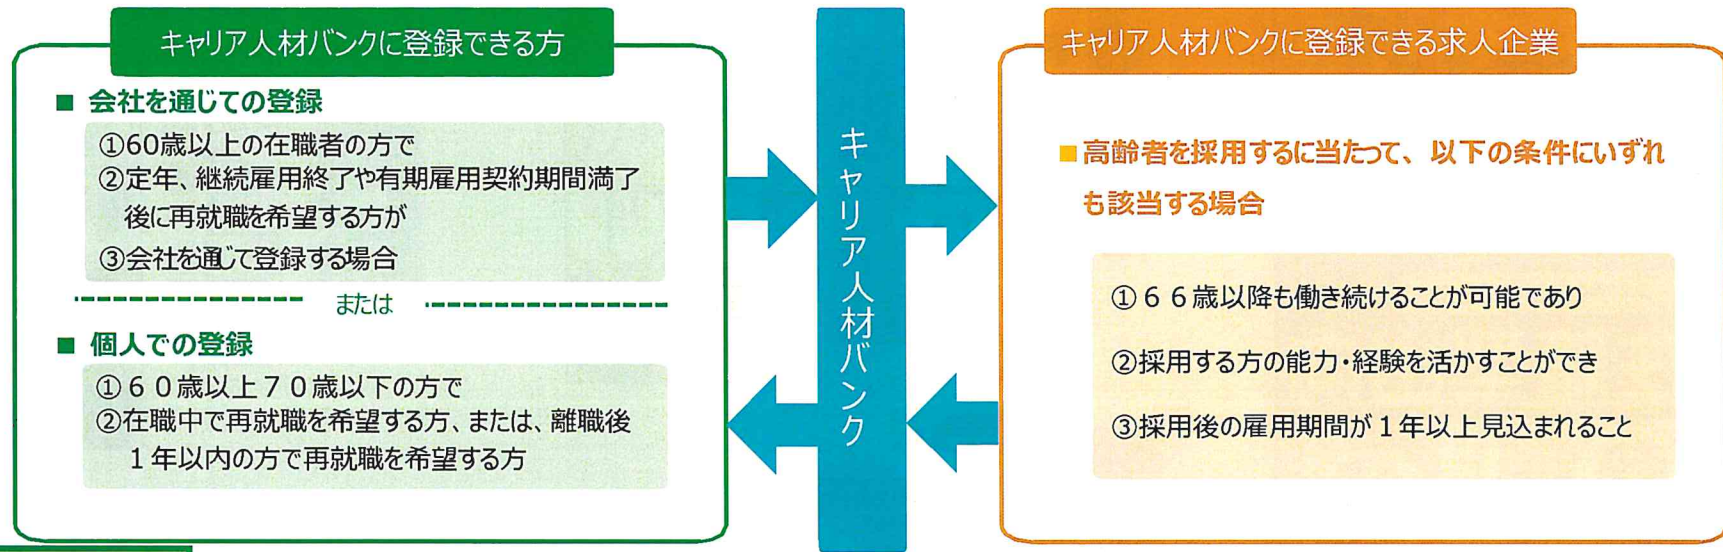 キャリア人材バンクに登録できる方
■ 会社を通じての登録
①60歳以上の在職者の方で
②定年、継続雇用終了や有期雇用契約期間満了
後に再就職を希望する方が
③会社を通じて登録する場合
または
■ 個人での登録
①６０歳以上７０歳以下の方で
②在職中で再就職を希望する方、または、離職後
１年以内の方で再就職を希望する方
キャリア人材バンク
キャリア人材バンクに登録できる求人企業
■高齢者を採用するに当たって、以下の条件にいずれ
も該当する場合
①６６歳以降も働き続けることが可能であり
②採用する方の能力・経験を活かすことができ
③採用後の雇用期間が１年以上見込まれること